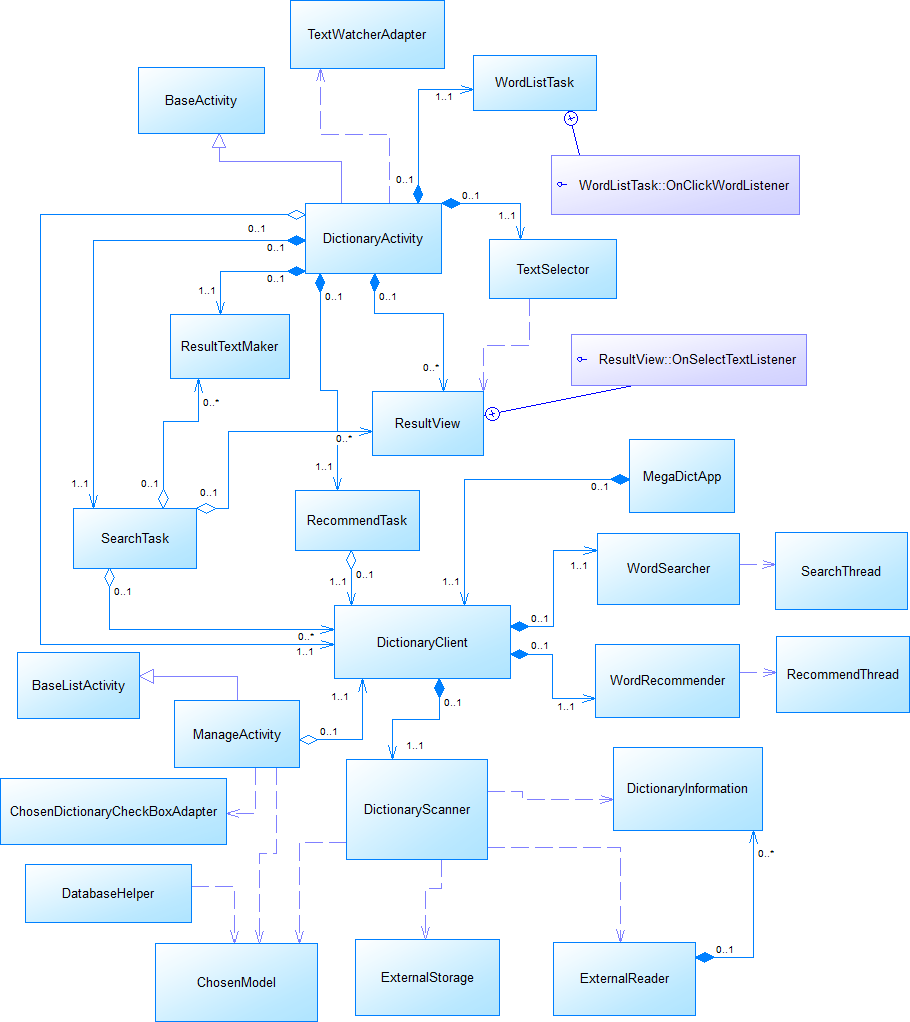 TextWatcherAdapter
WordListTask
BaseActivity
1..1
WordListTask::OnClickWordListener
0..1
0..1
1..1
0..1
DictionaryActivity
0..1
TextSelector
1..1
0..1
0..1
0..1
ResultTextMaker
ResultView::OnSelectTextListener
0..*
0..*
ResultView
0..*
1..1
MegaDictApp
1..1
0..1
0..1
0..1
RecommendTask
SearchTask
WordSearcher
SearchThread
1..1
0..1
1..1
1..1
0..1
0..1
0..*
DictionaryClient
0..1
1..1
BaseListActivity
WordRecommender
RecommendThread
1..1
0..1
1..1
ManageActivity
0..1
1..1
DictionaryInformation
ChosenDictionaryCheckBoxAdapter
DictionaryScanner
0..*
DatabaseHelper
0..1
ChosenModel
ExternalStorage
ExternalReader